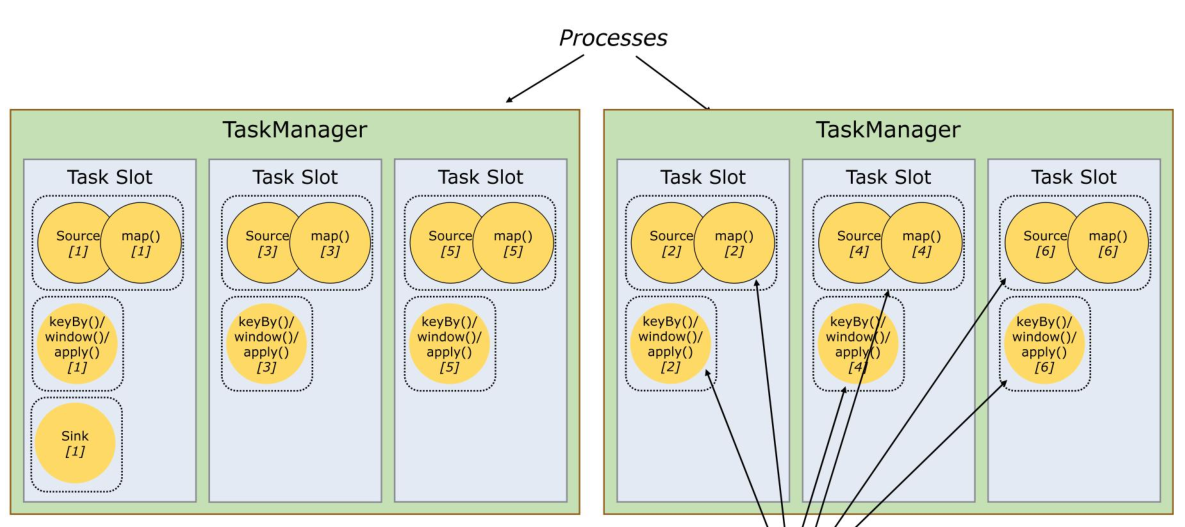 Processes
TaskManager
Task Slot
Source
[1]
map()
[1]
keyBy()/
window()/
apply()
[1]
Sink
[1]
Task Slot
Source
[3]
map()
[3]
keyBy()/
window()/
apply()
[3]
Task Slot
Source
[5]
map()
[5]
keyBy()/
window()/
apply()
[5]
TaskManager
Task Slot
Source
[2]
map()
[2]
keyBy()/
window()/
apply()
[2]
Task Slot
Source
[4]
map()
[4]
keyBy()/
window()/
apply()
[4]
Task Slot
Source
[6]
map()
[6]
keyBy()/
window()/
apply()
[6]